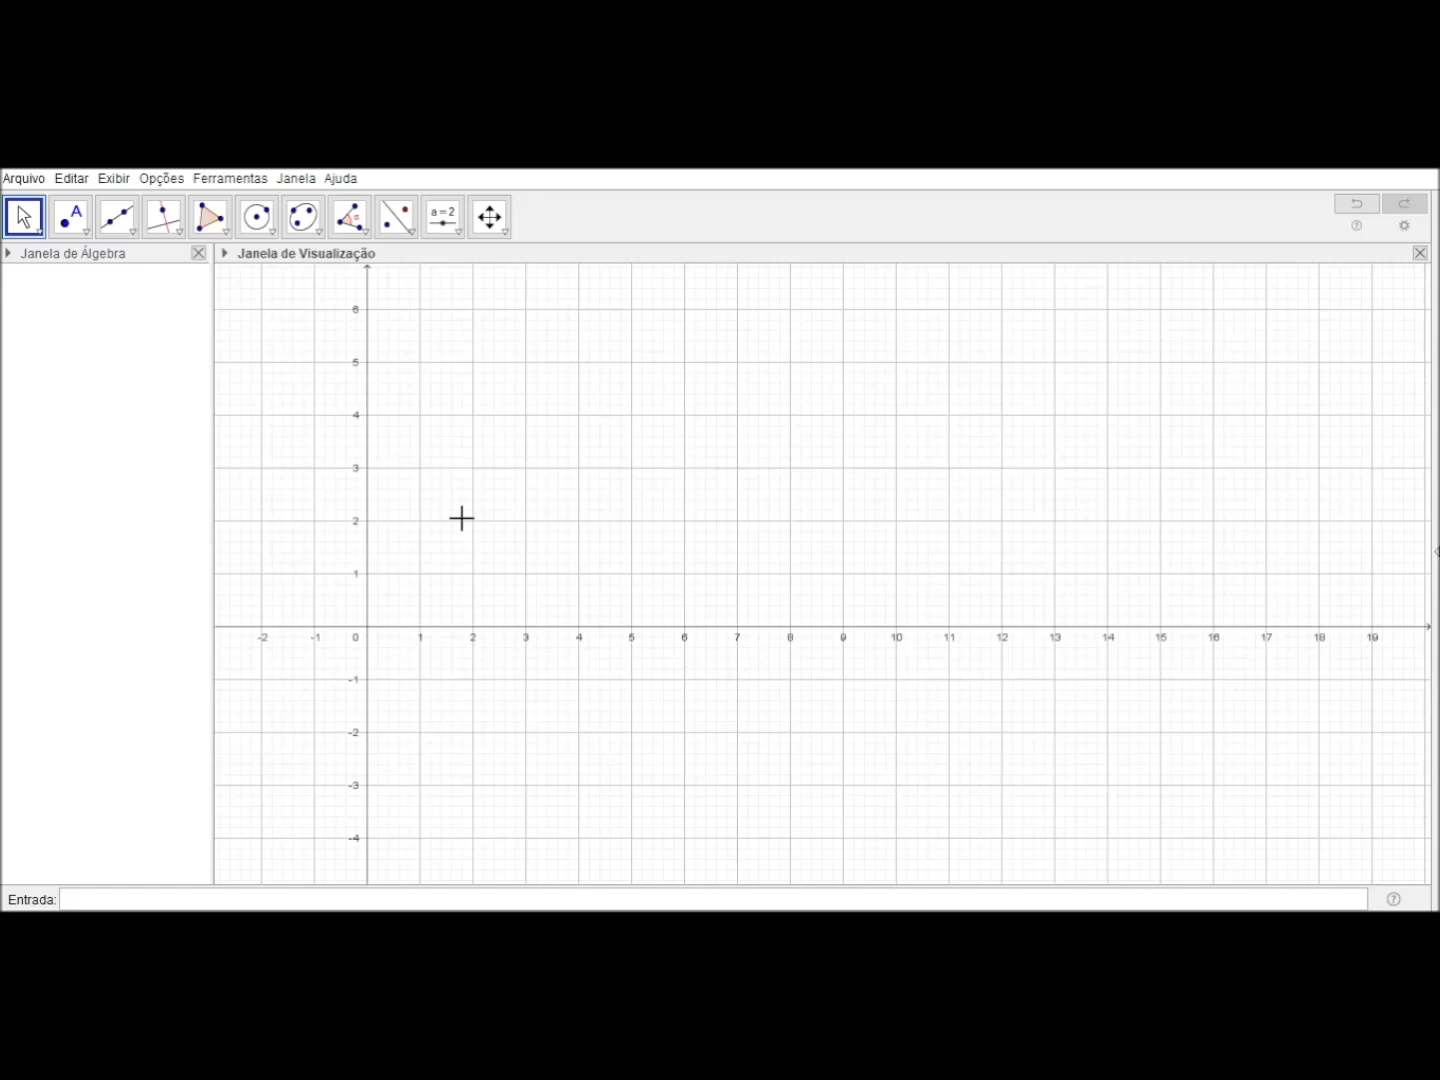 Arquivo Editar Exibir Opções Ferramentas Janela Ajuda
A
a=2
Janela de Álgebra
Janela de Visualização
6
5
4
3
2
1
-2 -1 0 1 2 3 4 5 6 7 8 9 10 11 12 13 14 15 16 17 18 19
-1
-2
-3
-4
Entrada: